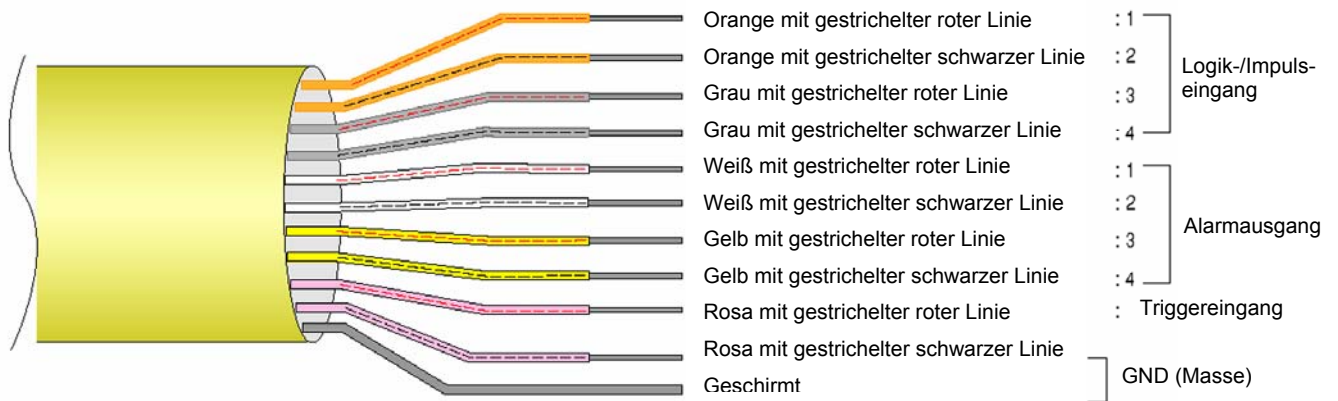 Orange mit gestrichelter roter Linie : 1
Orange mit gestrichelter schwarzer Linie : 2
Grau mit gestrichelter roter Linie : 3
Grau mit gestrichelter schwarzer Linie : 4
Logik-/Impuls-
eingang
Weiß mit gestrichelter roter Linie : 1
Weiß mit gestrichelter schwarzer Linie : 2
Gelb mit gestrichelter roter Linie : 3
Gelb mit gestrichelter schwarzer Linie : 4
Alarmausgang
Rosa mit gestrichelter roter Linie : Triggereingang
Rosa mit gestrichelter schwarzer Linie
Geschirmt
GND (Masse)